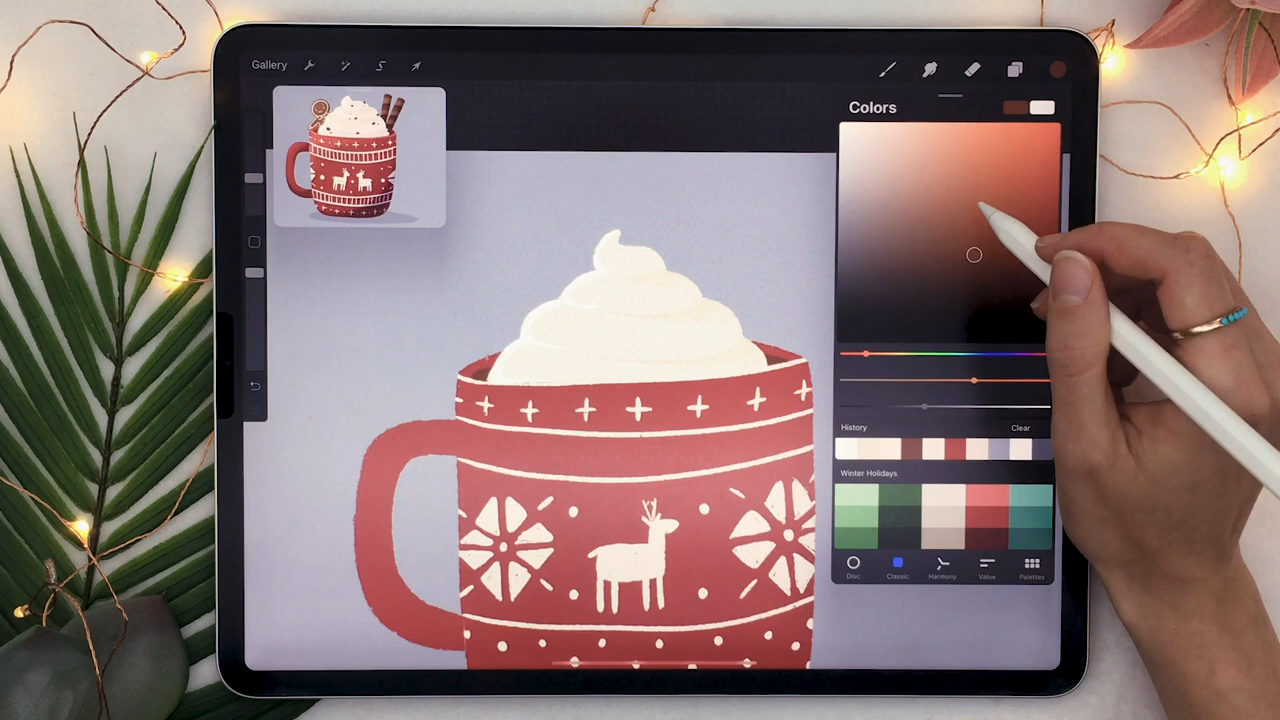 Gallery
Colors
History Clear
Winter Holidays
Disc Classic Harmony Value Palettes